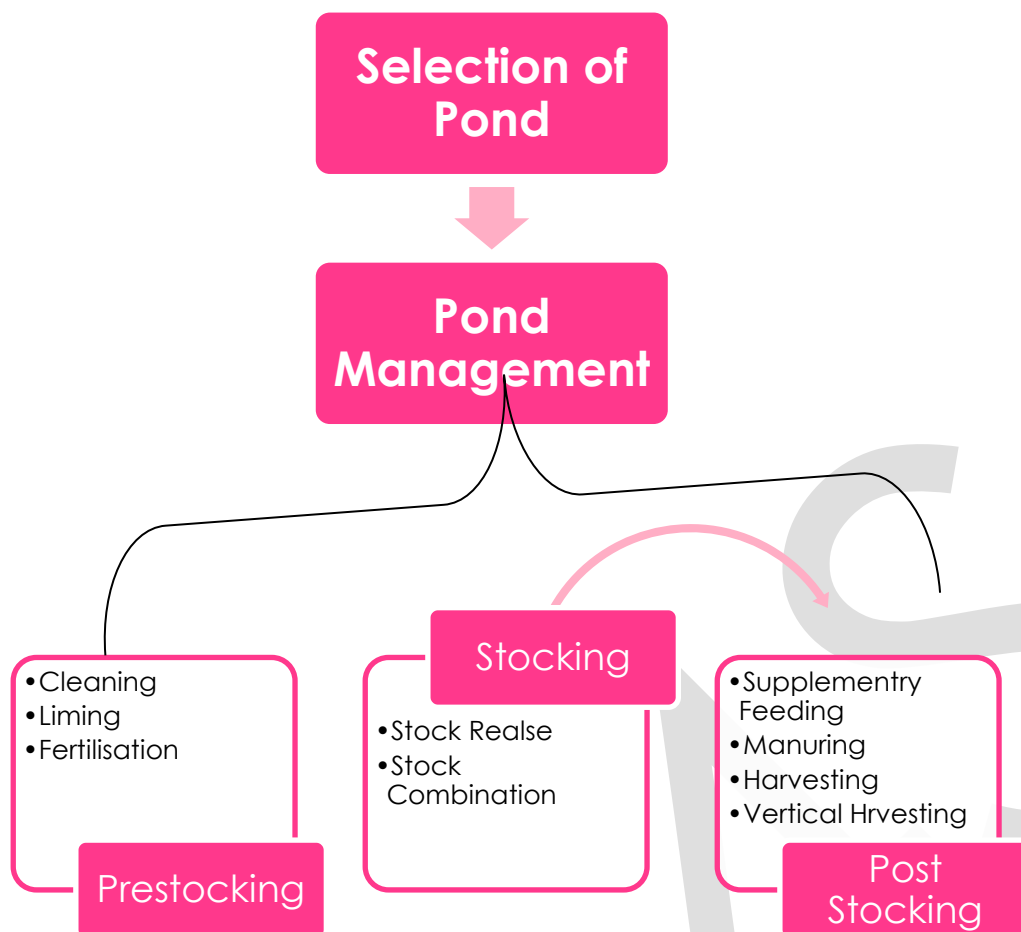 Selection of
Pond
Pond
Management
•Cleaning
•Liming
•Fertilisation
Prestocking
Stocking
•Stock Realse
•Stock
Combination
•Supplementry
Feeding
•Manuring
•Harvesting
•Vertical Hrvesting
Post
Stocking